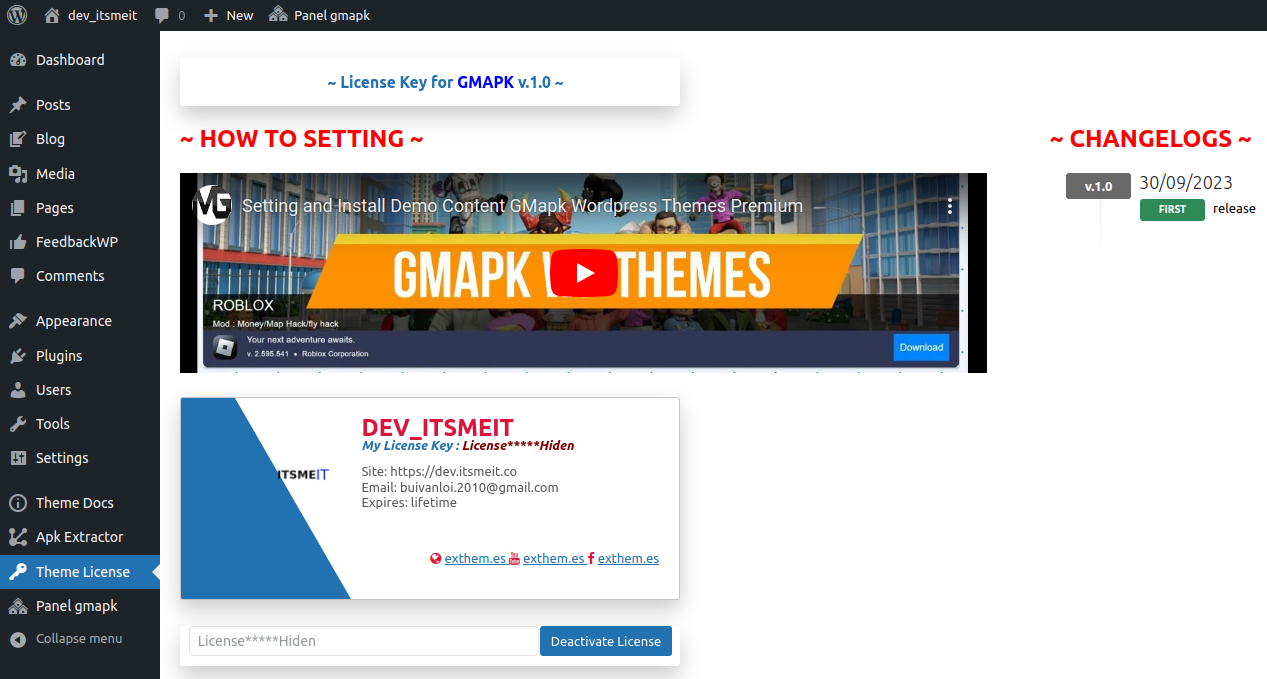 dev_itsmeit 0 New Panel gmapk
Dashboard
Posts
Blog
Media
Pages
FeedbackWP
Comments
Appearance
Plugins
Users
Tools
Settings
Theme Docs
Apk Extractor
Theme License
Panel gmapk
Collapse menu
~ License Key for GMAPK v.1.0 ~
~ HOW TO SETTING ~
MG Setting and Install Demo Content GMapk Wordpress Themes Premium
GMAPK W THEMES
ROBLOX
Mod : Money/Map Hack/fly hack
Your next adventure awaits.
v. 2.595.541 • Roblox Corporation
Download
ITSMEIT
DEV_ITSMEIT
My License Key : License*****Hiden
Site: https://dev.itsmeit.co
Email: buivanloi.2010@gmail.com
Expires: lifetime
exthem.es You Tube exthem.es f exthem.es
License*****Hiden Deactivate License
~ CHANGELOGS ~
v.1.0 30/09/2023
FIRST release